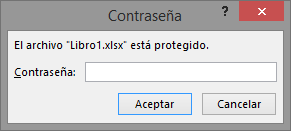 Contraseña
?
El archivo "Libro1.xlsx" está protegido.
Contraseña:
Aceptar
Cancelar